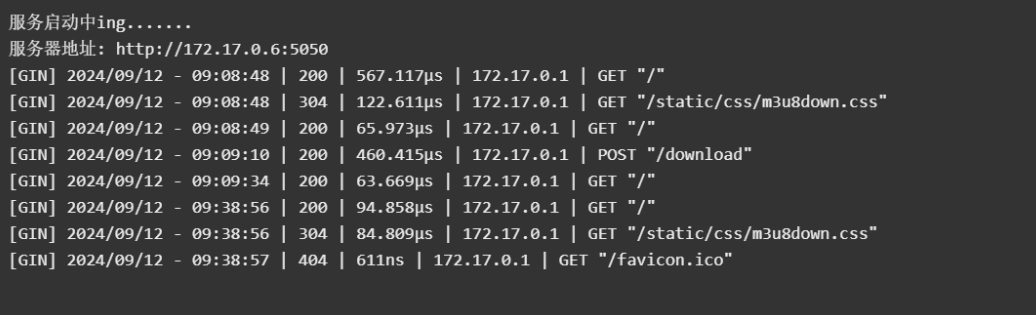 服务启动中ing.......
服务器地址: http://172.17.0.6:5050
[GIN] 2024/09/12 - 09:08:48 | 200 | 567.117µs | 172.17.0.1 | GET "/"
[GIN] 2024/09/12 - 09:08:48 | 304 | 122.611µs | 172.17.0.1 | GET "/static/css/m3u8down.css"
[GIN] 2024/09/12 - 09:08:49 | 200 | 65.973µs | 172.17.0.1 | GET "/"
[GIN] 2024/09/12 - 09:09:10 | 200 | 460.415µs | 172.17.0.1 | POST "/download"
[GIN] 2024/09/12 - 09:09:34 | 200 | 63.669µs | 172.17.0.1 | GET "/"
[GIN] 2024/09/12 - 09:38:56 | 200 | 94.858µs | 172.17.0.1 | GET "/"
[GIN] 2024/09/12 - 09:38:56 | 304 | 84.809µs | 172.17.0.1 | GET "/static/css/m3u8down.css"
[GIN] 2024/09/12 - 09:38:57 | 404 | 611ns | 172.17.0.1 | GET "/favicon.ico"